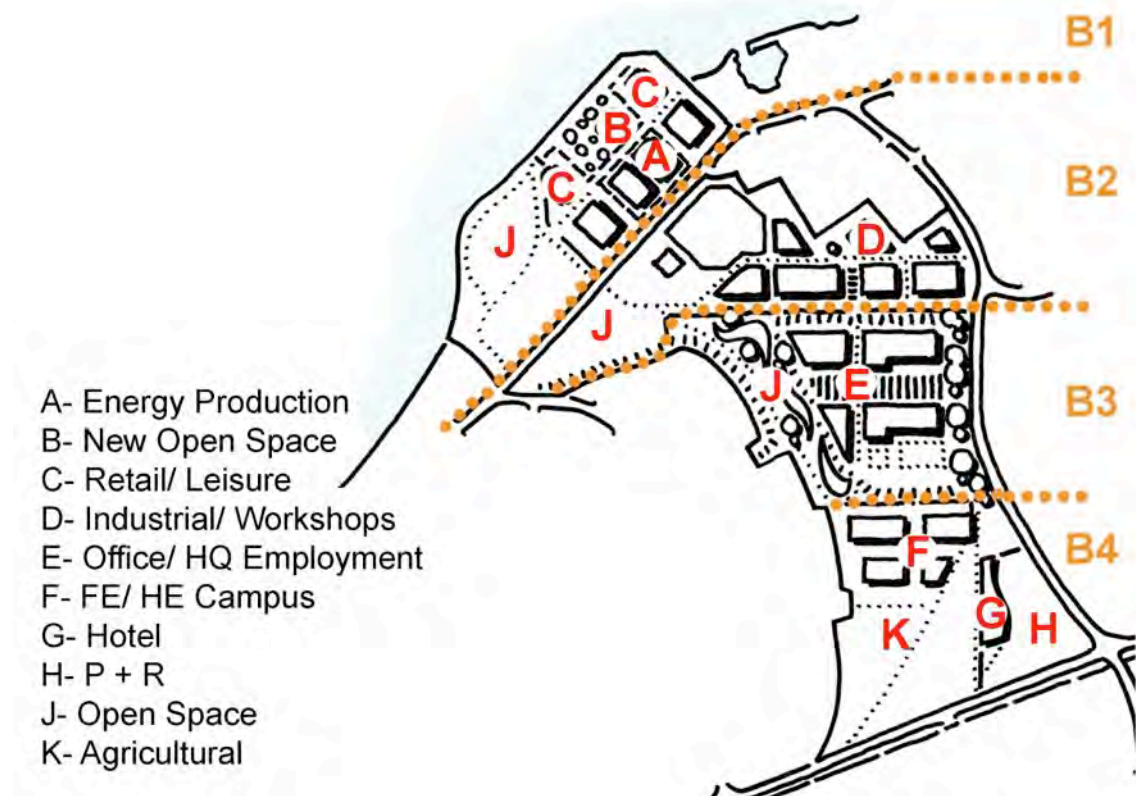 B1
C
B
A
B2
C
J
D
J
E
J
B3
A- Energy Production
B- New Open Space
C- Retail/ Leisure
D- Industrial/ Workshops
E- Office/ HQ Employment
F- FE/ HE Campus
G- Hotel
H- P + R
J- Open Space
K- Agricultural
B4
F
G
H
K